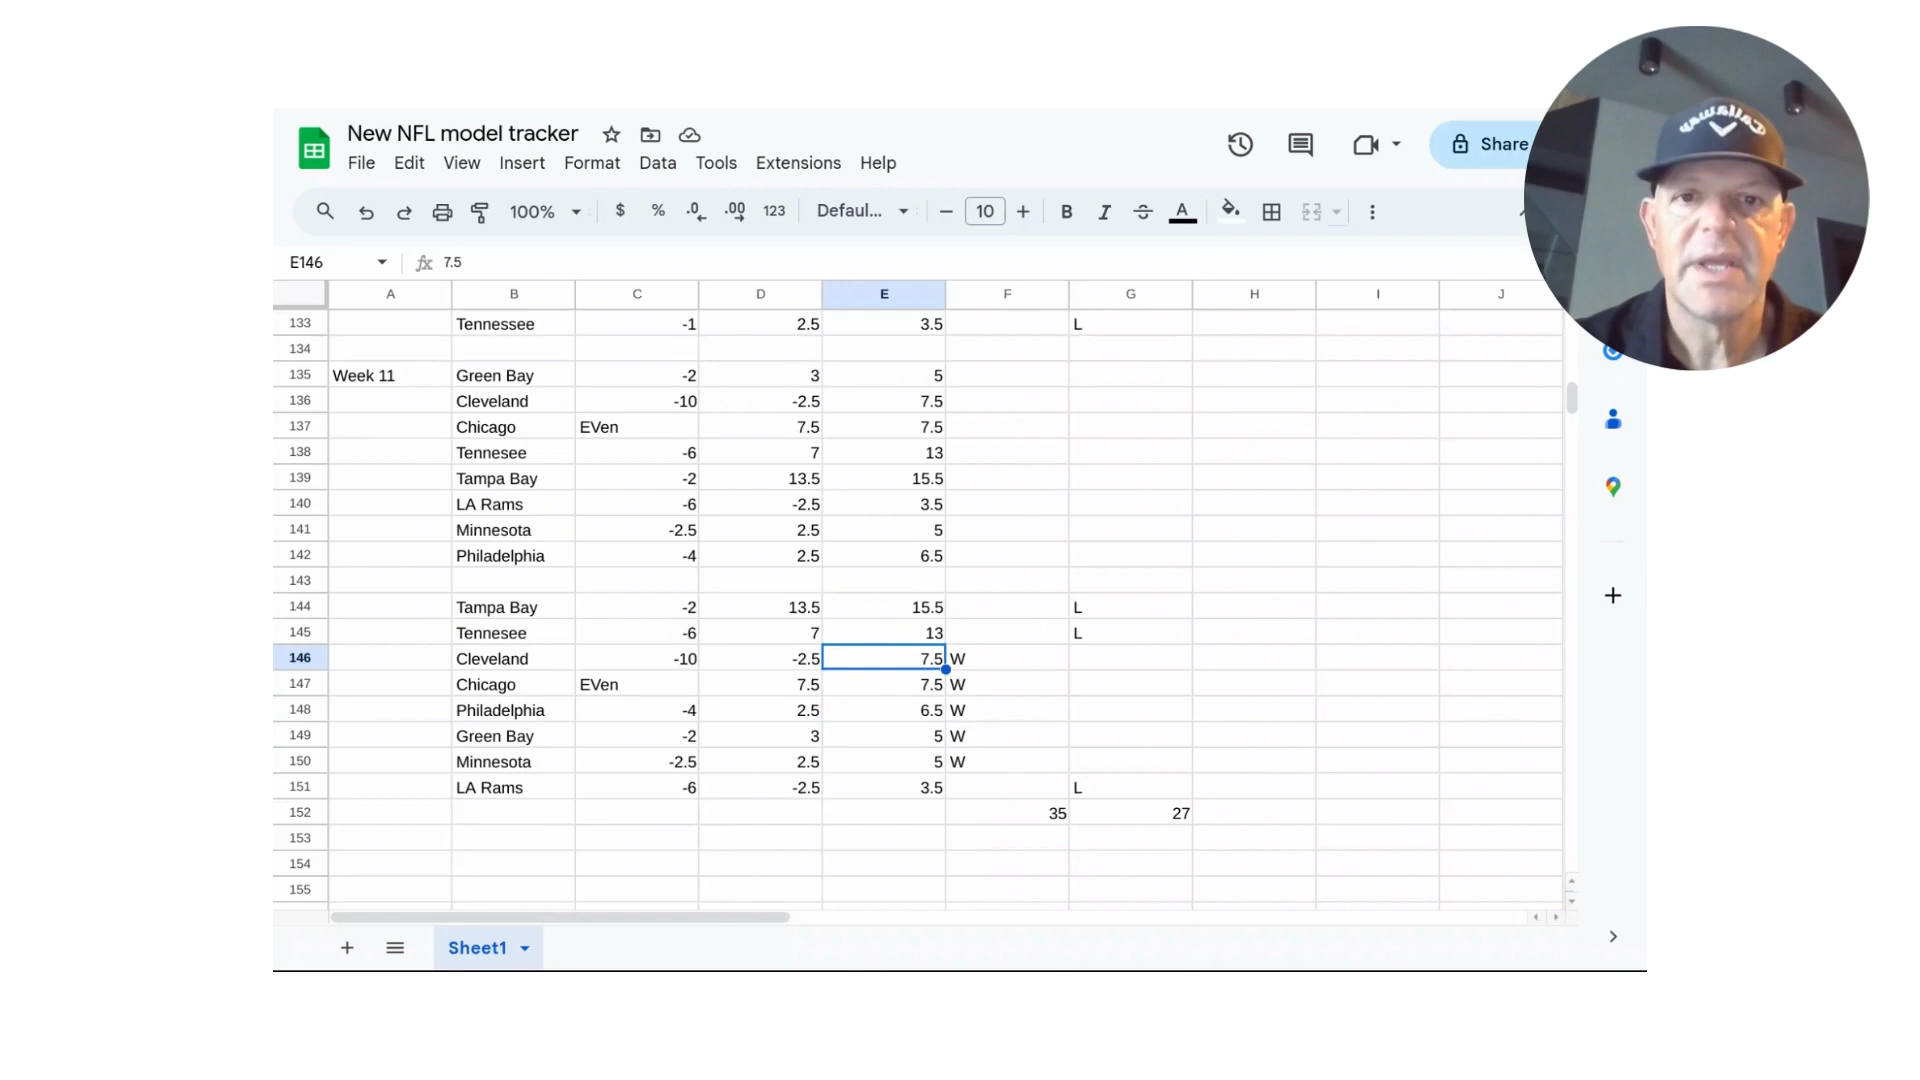 New NFL model tracker
File Edit View Insert Format Data Tools Extensions Help
Share
100% $ % .0 .00 123 Defaul... 10 B I A
E146 fx 7.5
A B C D E F G H I J
133 Tennessee -1 2.5 3.5 L
134
135 Week 11 Green Bay -2 3 5
136 Cleveland -10 -2.5 7.5
137 Chicago EVen 7.5 7.5
138 Tennesee -6 7 13
139 Tampa Bay -2 13.5 15.5
140 LA Rams -6 -2.5 3.5
141 Minnesota -2.5 2.5 5
142 Philadelphia -4 2.5 6.5
143
144 Tampa Bay -2 13.5 15.5 L
145 Tennesee -6 7 13 L
146 Cleveland -10 -2.5 7.5 W
147 Chicago EVen 7.5 7.5 W
148 Philadelphia -4 2.5 6.5 W
149 Green Bay -2 3 5 W
150 Minnesota -2.5 2.5 5 W
151 LA Rams -6 -2.5 3.5 L
152 35 27
153
154
155
Sheet1
Callaway